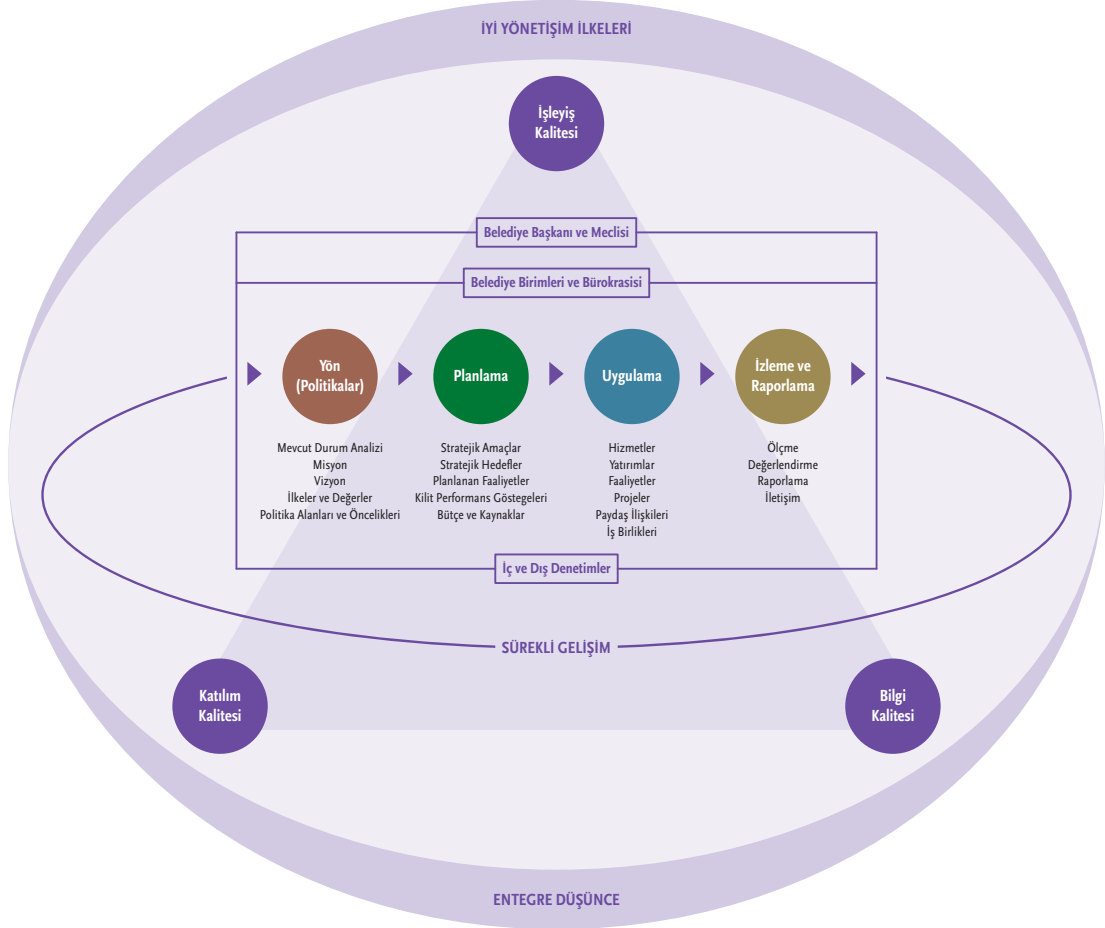 İYİ YÖNETİŞİM İLKELERİ
İşleyiş
Kalitesi
Belediye Başkanı ve Meclisi
Belediye Birimleri ve Bürokrasisi
Yön
(Politikalar)
Planlama
Uygulama
İzleme ve
Raporlama
Mevcut Durum Analizi
Misyon
Vizyon
İlkeler ve Değerler
Politika Alanları ve Öncelikleri
Stratejik Amaçlar
Stratejik Hedefler
Planlanan Faaliyetler
Kilit Performans Göstegeleri
Bütçe ve Kaynaklar
Hizmetler
Yatırımlar
Faaliyetler
Projeler
Paydaş İlişkileri
İş Birlikleri
Ölçme
Değerlendirme
Raporlama
İletişim
İç ve Dış Denetimler
SÜREKLİ GELİŞİM
Katılım
Kalitesi
Bilgi
Kalitesi
ENTEGRE DÜŞÜNCE